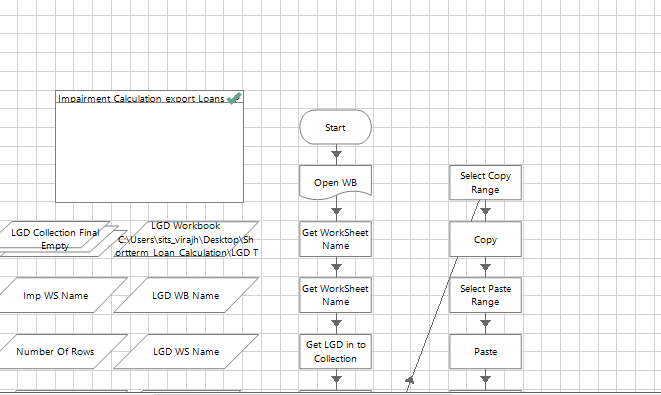 Impairment Calculation export Loans
Start
Open WB
Select Copy
Range
LGD Collection Final
Empty
LGD Workbook
C:\Users\sits_virajh\Desktop\Sh
ortterm_Loan_Calculation\LGD T
Get WorkSheet
Name
Copy
Imp WS Name
LGD WB Name
Get WorkSheet
Name
Select Paste
Range
Number Of Rows
LGD WS Name
Get LGD in to
Collection
Paste